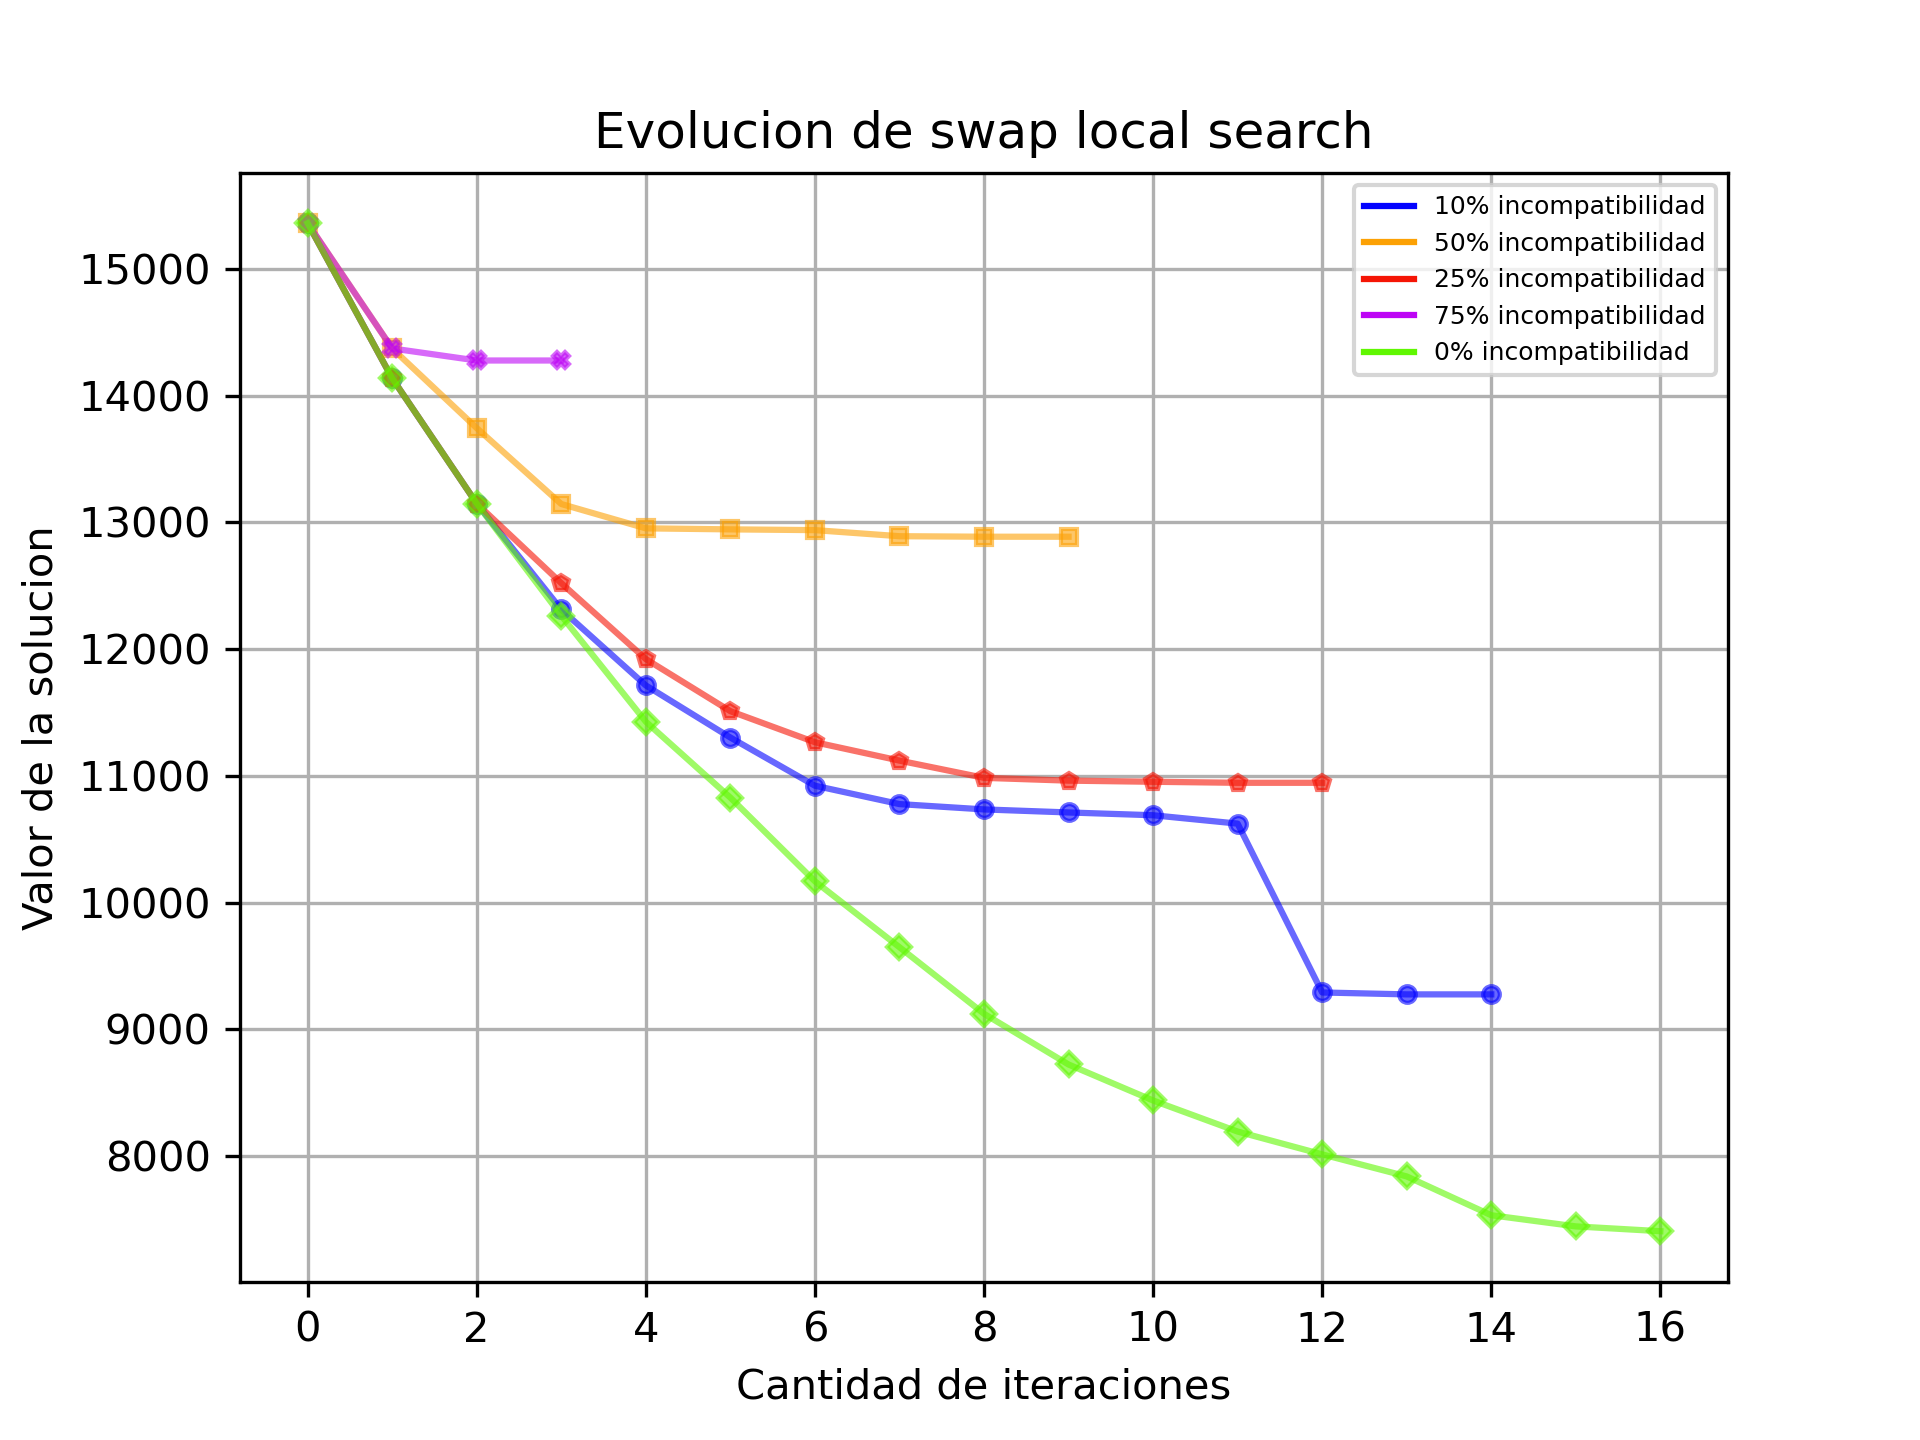 Evolucion de swap local search
10% incompatibilidad
50% incompatibilidad
25% incompatibilidad
75% incompatibilidad
0% incompatibilidad
Valor de la solucion
15000
14000
13000
12000
11000
10000
9000
8000
0 2 4 6 8 10 12 14 16
Cantidad de iteraciones